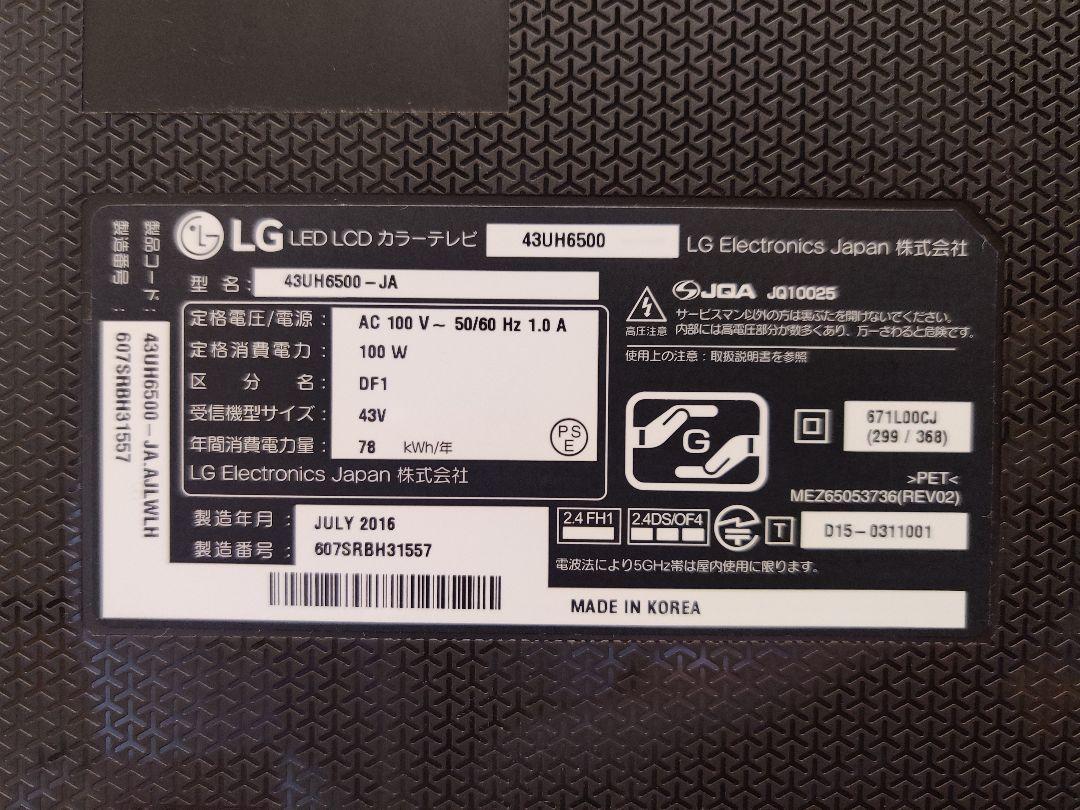 LG LED LCD カラーテレビ 43UH6500 LG Electronics Japan 株式会社
型 名 : 43UH6500-JA
定格電圧/電源 : AC 100 V~ 50/60 Hz 1.0 A
定格消費電力 : 100 W
区 分 名 : DF1
受信機型サイズ : 43V
年間消費電力量 : 78 kWh/年
PS
E
LG Electronics Japan 株式会社
製造年月 : JULY 2016
製造番号 : 607SRBH31557
製品コード : 43UH6500-JA.AJLWLH
製造番号 : 607SRBH31557
JQA JQ10025
高圧注意
サービスマン以外の方は裏ぶたを開けないでください。
内部には高電圧部分が数多くあり、万一さわると危険です。
使用上の注意 : 取扱説明書を参照
G
671L00CJ
(299 / 368)
>PET<
MEZ65053736(REV02)
2.4 FH1 2.4DS/OF4 T D15-0311001
電波法により5GHz帯は屋内使用に限ります。
MADE IN KOREA